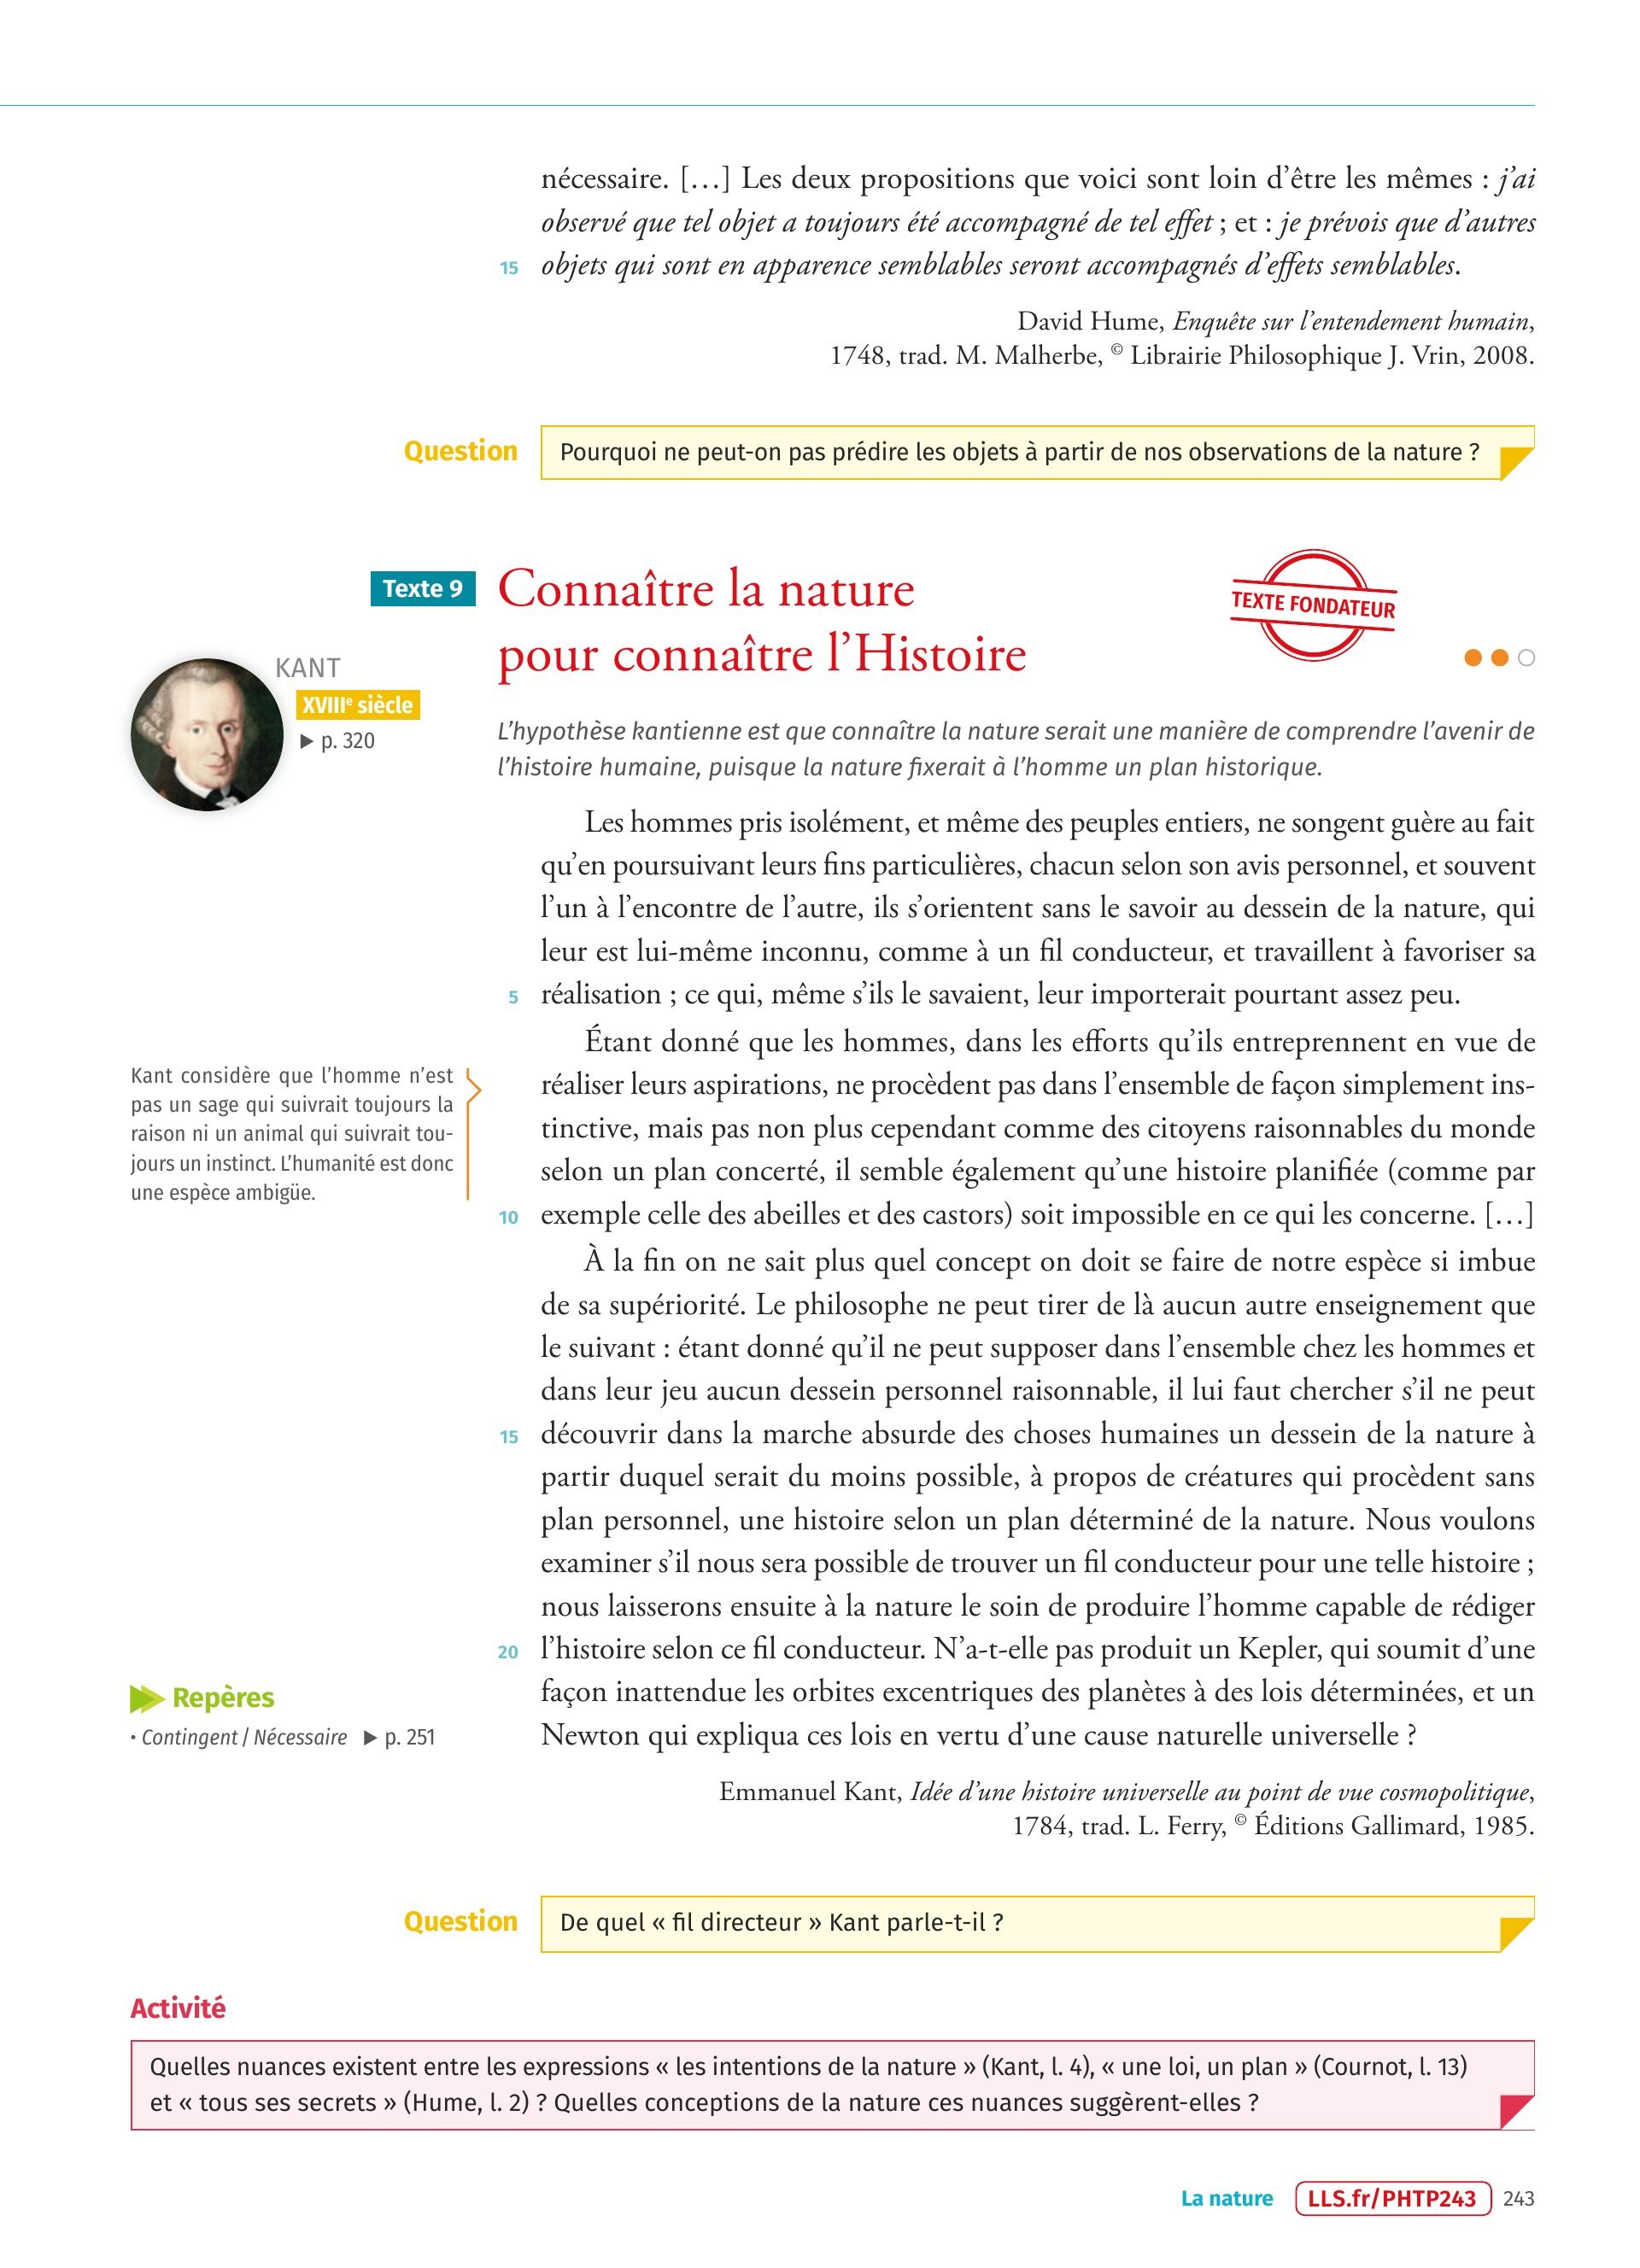 nécessaire. […] Les deux propositions que voici sont loin d’être les mêmes : j’ai
observé que tel objet a toujours été accompagné de tel effet ; et : je prévois que d’autres
15 objets qui sont en apparence semblables seront accompagnés d’effets semblables.
David Hume, Enquête sur l’entendement humain,
1748, trad. M. Malherbe, © Librairie Philosophique J. Vrin, 2008.
Question
Pourquoi ne peut-on pas prédire les objets à partir de nos observations de la nature ?
Texte 9
Connaître la nature
pour connaître l’Histoire
TEXTE FONDATEUR
KANT
XVIIIe siècle
▶ p. 320
L’hypothèse kantienne est que connaître la nature serait une manière de comprendre l’avenir de
l’histoire humaine, puisque la nature fixerait à l’homme un plan historique.
Les hommes pris isolément, et même des peuples entiers, ne songent guère au fait
qu’en poursuivant leurs fins particulières, chacun selon son avis personnel, et souvent
l’un à l’encontre de l’autre, ils s’orientent sans le savoir au dessein de la nature, qui
leur est lui-même inconnu, comme à un fil conducteur, et travaillent à favoriser sa
5 réalisation ; ce qui, même s’ils le savaient, leur importerait pourtant assez peu.
Étant donné que les hommes, dans les efforts qu’ils entreprennent en vue de
réaliser leurs aspirations, ne procèdent pas dans l’ensemble de façon simplement ins-
tinctive, mais pas non plus cependant comme des citoyens raisonnables du monde
selon un plan concerté, il semble également qu’une histoire planifiée (comme par
10 exemple celle des abeilles et des castors) soit impossible en ce qui les concerne. […]
Kant considère que l’homme n’est
pas un sage qui suivrait toujours la
raison ni un animal qui suivrait tou-
jours un instinct. L’humanité est donc
une espèce ambigüe.
À la fin on ne sait plus quel concept on doit se faire de notre espèce si imbue
de sa supériorité. Le philosophe ne peut tirer de là aucun autre enseignement que
le suivant : étant donné qu’il ne peut supposer dans l’ensemble chez les hommes et
dans leur jeu aucun dessein personnel raisonnable, il lui faut chercher s’il ne peut
15 découvrir dans la marche absurde des choses humaines un dessein de la nature à
partir duquel serait du moins possible, à propos de créatures qui procèdent sans
plan personnel, une histoire selon un plan déterminé de la nature. Nous voulons
examiner s’il nous sera possible de trouver un fil conducteur pour une telle histoire ;
nous laisserons ensuite à la nature le soin de produire l’homme capable de rédiger
20 l’histoire selon ce fil conducteur. N’a-t-elle pas produit un Kepler, qui soumit d’une
façon inattendue les orbites excentriques des planètes à des lois déterminées, et un
Newton qui expliqua ces lois en vertu d’une cause naturelle universelle ?
Repères
• Contingent / Nécessaire ▶ p. 251
Emmanuel Kant, Idée d’une histoire universelle au point de vue cosmopolitique,
1784, trad. L. Ferry, © Éditions Gallimard, 1985.
Question
De quel « fil directeur » Kant parle-t-il ?
Activité
Quelles nuances existent entre les expressions « les intentions de la nature » (Kant, l. 4), « une loi, un plan » (Cournot, l. 13)
et « tous ses secrets » (Hume, l. 2) ? Quelles conceptions de la nature ces nuances suggèrent-elles ?
La nature LLS.fr/PHTP243 243